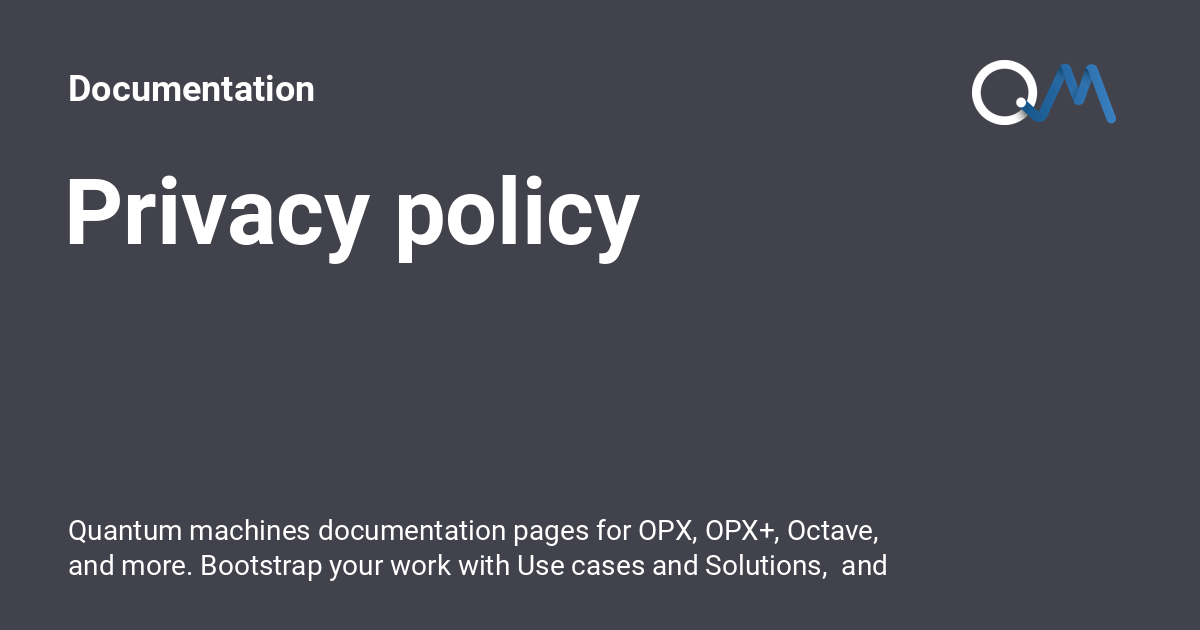 Documentation
QM
Privacy policy
Quantum machines documentation pages for OPX, OPX+, Octave,
and more. Bootstrap your work with Use cases and Solutions,  and